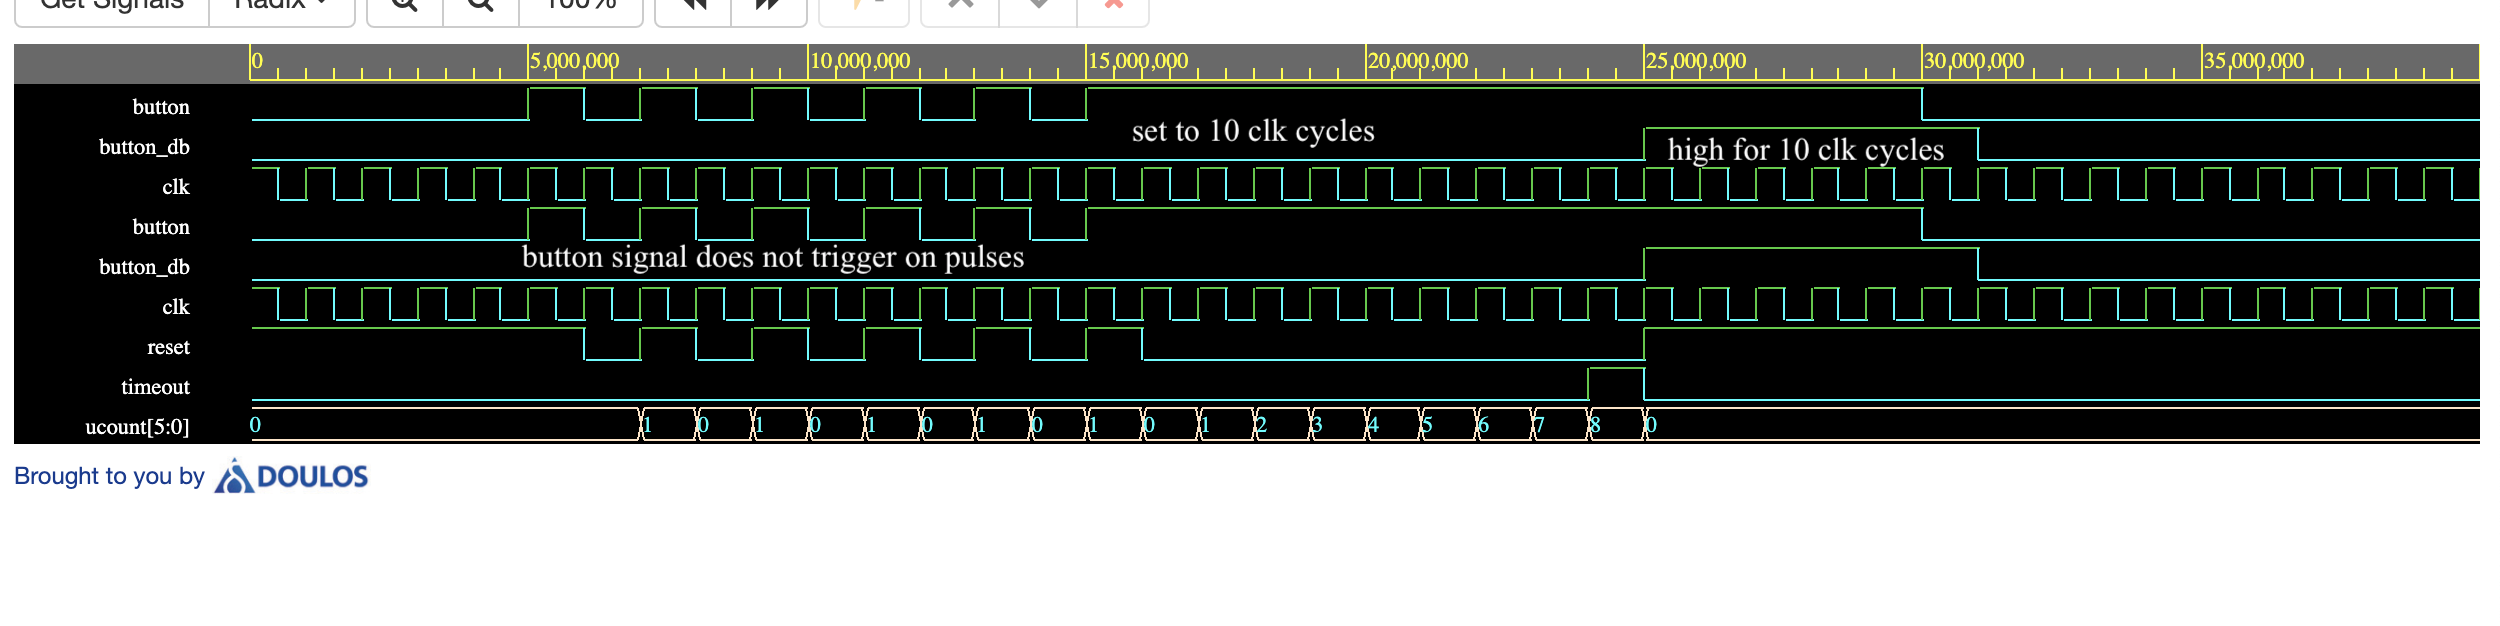 Get Signals Radix 100%
0 5,000,000 10,000,000 15,000,000 20,000,000 25,000,000 30,000,000 35,000,000
button
set to 10 clk cycles
button_db
high for 10 clk cycles
clk
button
button signal does not trigger on pulses
button_db
clk
reset
timeout
ucount[5:0] 0 1 0 1 0 1 0 1 0 1 0 1 2 3 4 5 6 7 8 0
Brought to you by DOULOS